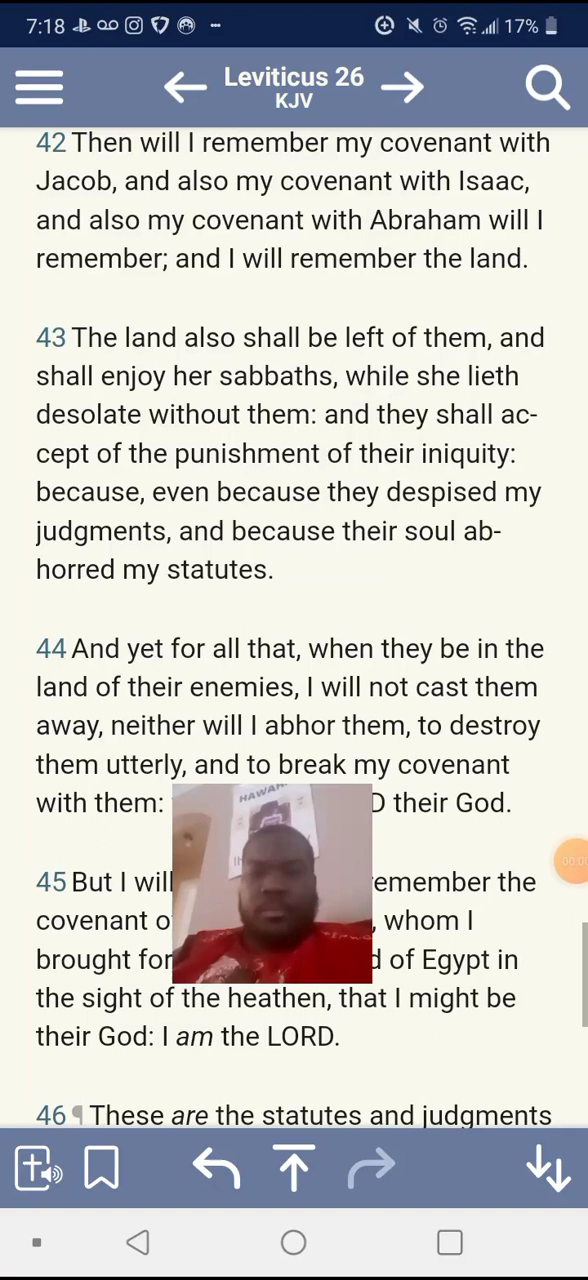 7:18
17%
Leviticus 26
KJV
42 Then will I remember my covenant with
Jacob, and also my covenant with Isaac,
and also my covenant with Abraham will I
remember; and I will remember the land.
43 The land also shall be left of them, and
shall enjoy her sabbaths, while she lieth
desolate without them: and they shall ac-
cept of the punishment of their iniquity:
because, even because they despised my
judgments, and because their soul ab-
horred my statutes.
44 And yet for all that, when they be in the
land of their enemies, I will not cast them
away, neither will I abhor them, to destroy
them utterly, and to break my covenant
with them: D their God.
HAWAII
45 But I will emember the
covenant o , whom I
brought for d of Egypt in
the sight of the heathen, that I might be
their God: I am the LORD.
00:0
46 ¶ These are the statutes and judgments